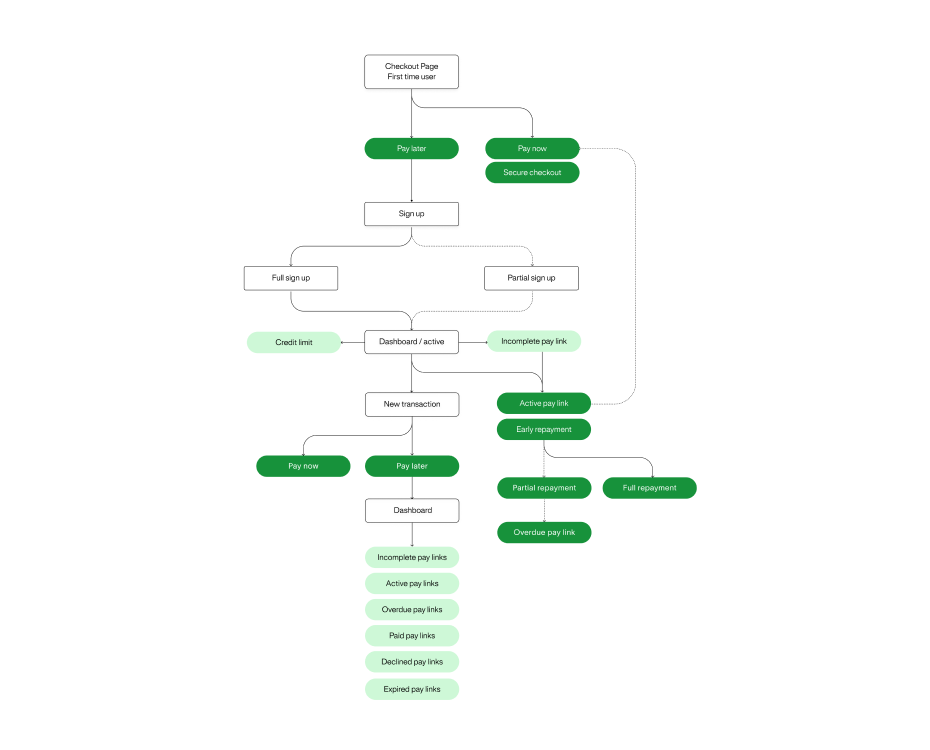 Checkout Page
First time user
Pay later
Pay now
Secure checkout
Sign up
Full sign up
Partial sign up
Credit limit
Dashboard / active
Incomplete pay link
New transaction
Active pay link
Early repayment
Pay now
Pay later
Partial repayment
Full repayment
Dashboard
Overdue pay link
Incomplete pay links
Active pay links
Overdue pay links
Paid pay links
Declined pay links
Expired pay links